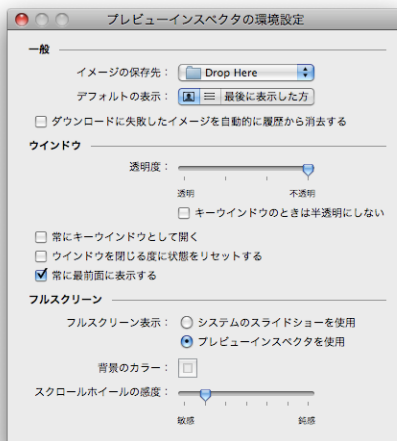 プレビューインスペクタの環境設定
一般
イメージの保存先： Drop Here
デフォルトの表示： 最後に表示した方
ダウンロードに失敗したイメージを自動的に履歴から消去する
ウインドウ
透明度：
透明 不透明
キーウインドウのときは半透明にしない
常にキーウインドウとして開く
ウインドウを閉じる度に状態をリセットする
常に最前面に表示する
フルスクリーン
フルスクリーン表示： システムのスライドショーを使用
プレビューインスペクタを使用
背景のカラー：
スクロールホイールの感度：
敏感 鈍感